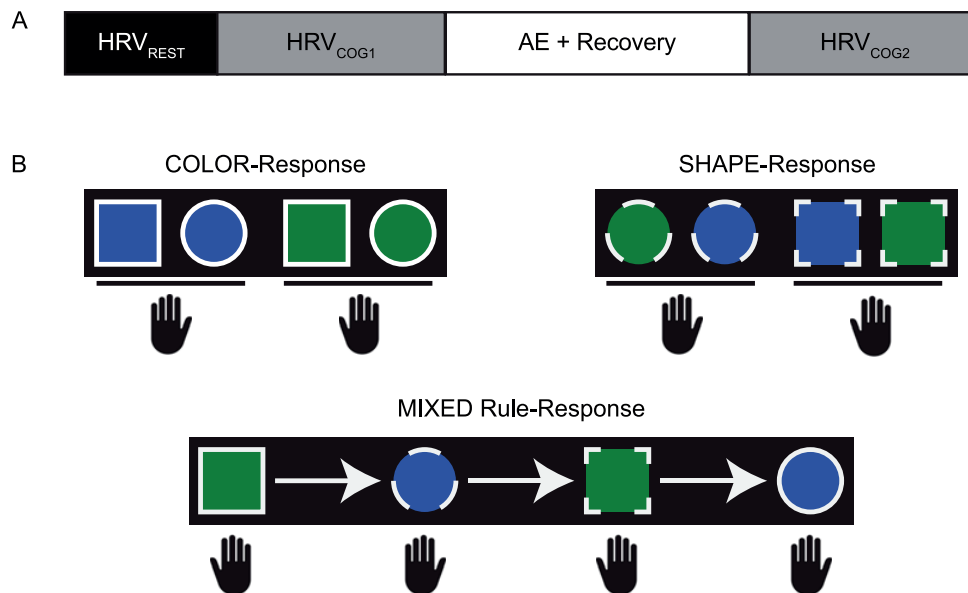 A
HRVREST HRVCOG1 AE + Recovery HRVCOG2
B
COLOR-Response SHAPE-Response
MIXED Rule-Response